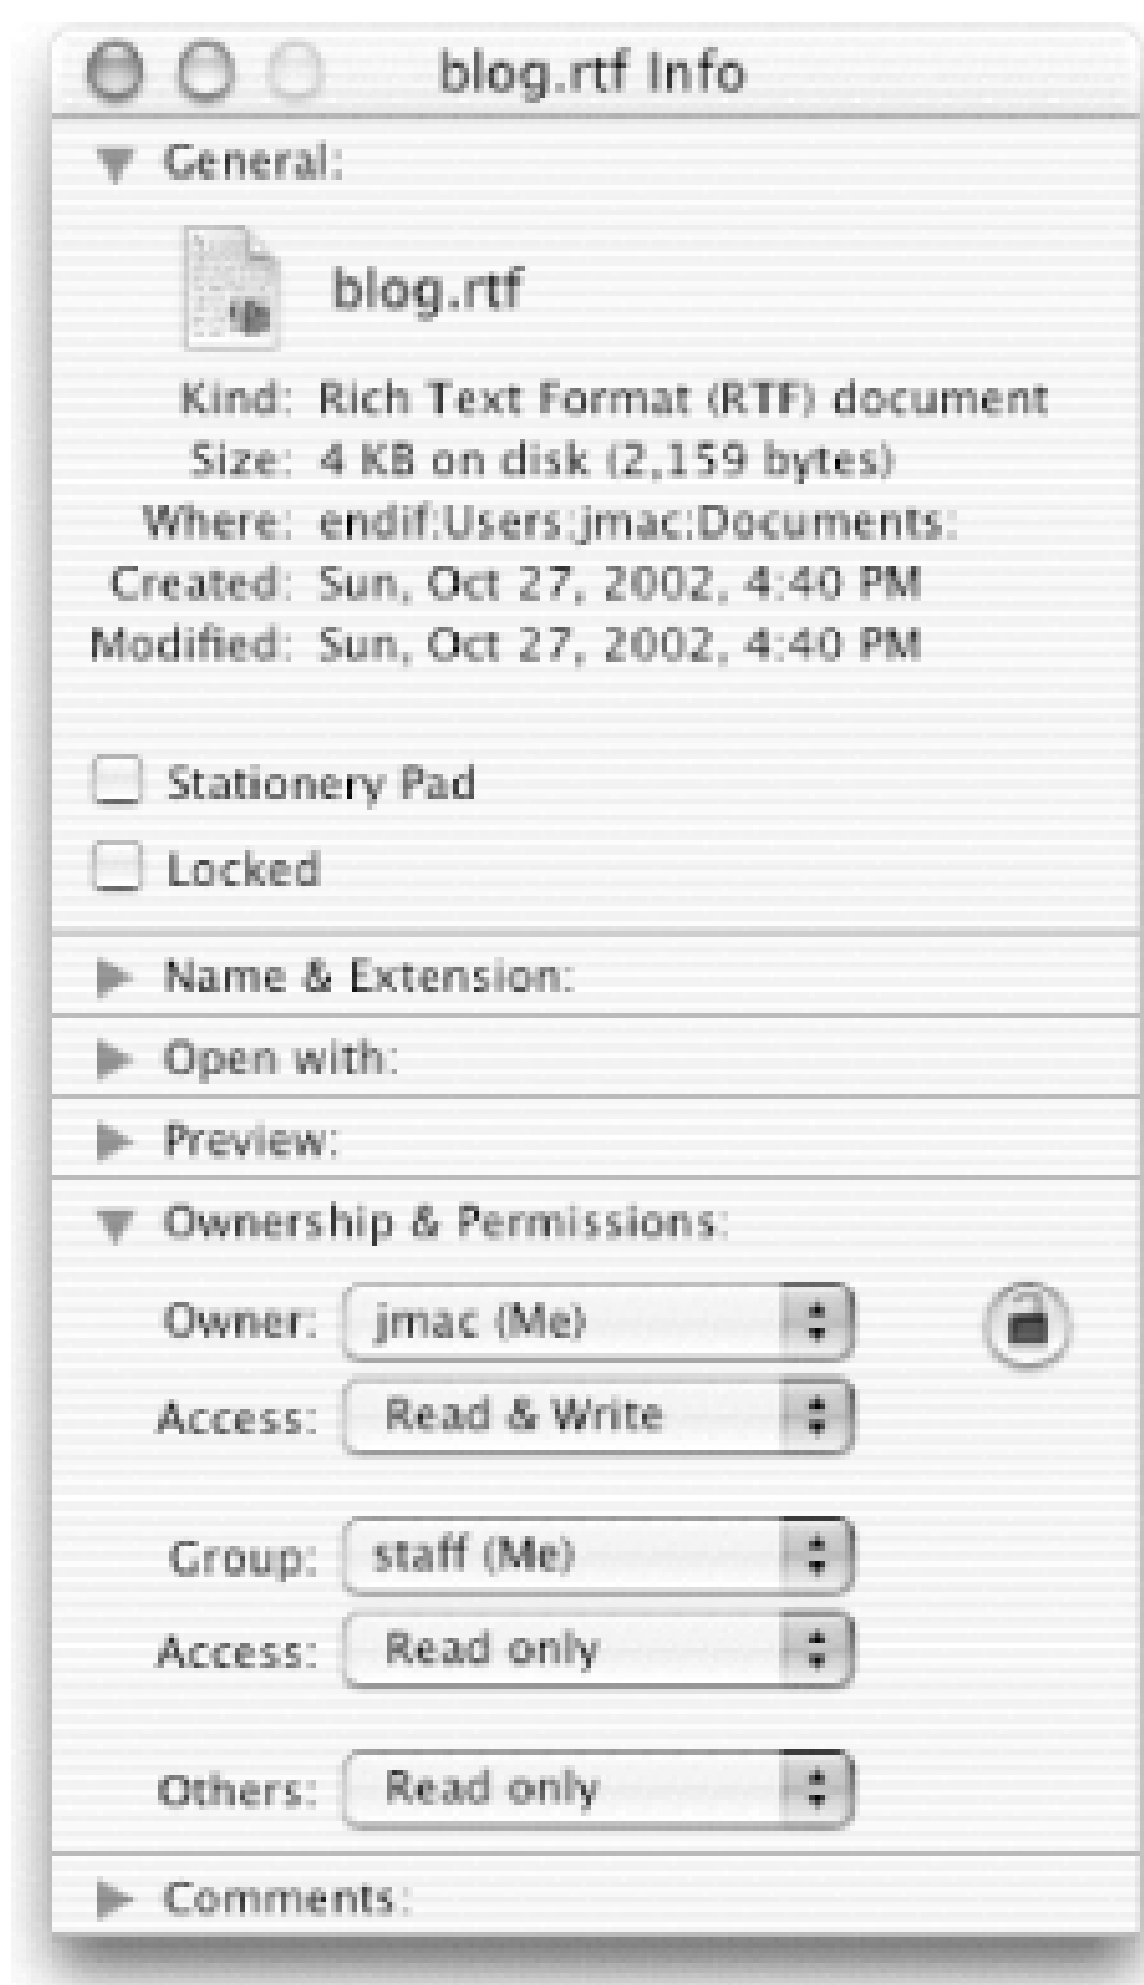 blog.rtf Info
General:
blog.rtf
Kind: Rich Text Format (RTF) document
Size: 4 KB on disk (2,159 bytes)
Where: endif:Users:jmac:Documents:
Created: Sun, Oct 27, 2002, 4:40 PM
Modified: Sun, Oct 27, 2002, 4:40 PM
Stationery Pad
Locked
Name & Extension:
Open with:
Preview:
Ownership & Permissions:
Owner: jmac (Me)
Access: Read & Write
Group: staff (Me)
Access: Read only
Others: Read only
Comments: